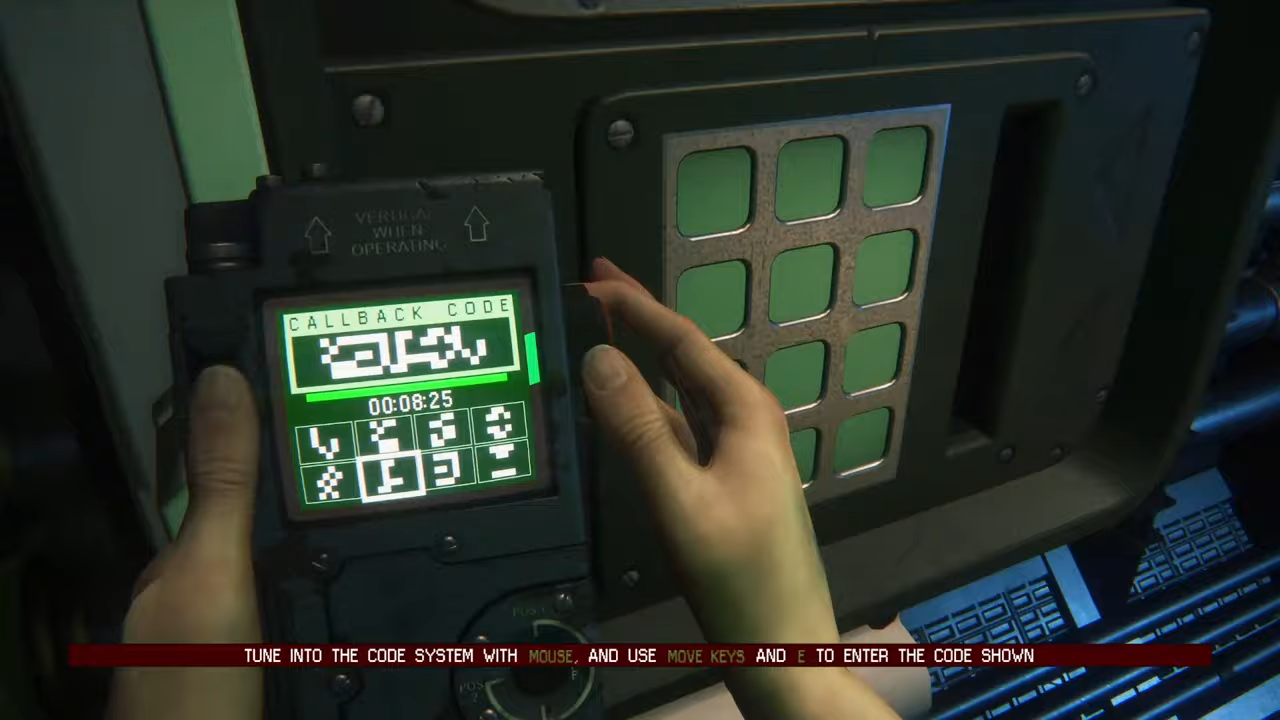 VERTICAL
WHEN
OPERATING
CALLBACK CODE
00:08:25
TUNE INTO THE CODE SYSTEM WITH MOUSE, AND USE MOVE KEYS AND E TO ENTER THE CODE SHOWN